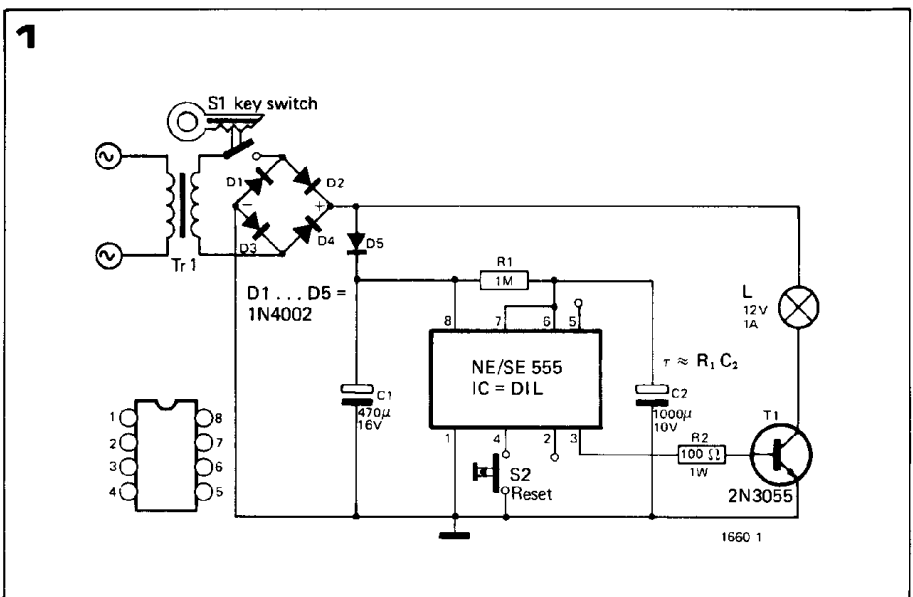 1
S1 key switch
D1
D2
−
+
D3
D4
Tr 1
D5
R1
1M
D1 . . . D5 =
1N4002
L
12V
1A
8
7
6
5
NE/SE 555
IC = DIL
τ ≈ R1 C2
C1
470µ
16V
C2
1000µ
10V
T1
1
2
3
4
8
7
6
5
1
4
2
3
R2
100 Ω
1W
S2
Reset
2N3055
1660 1